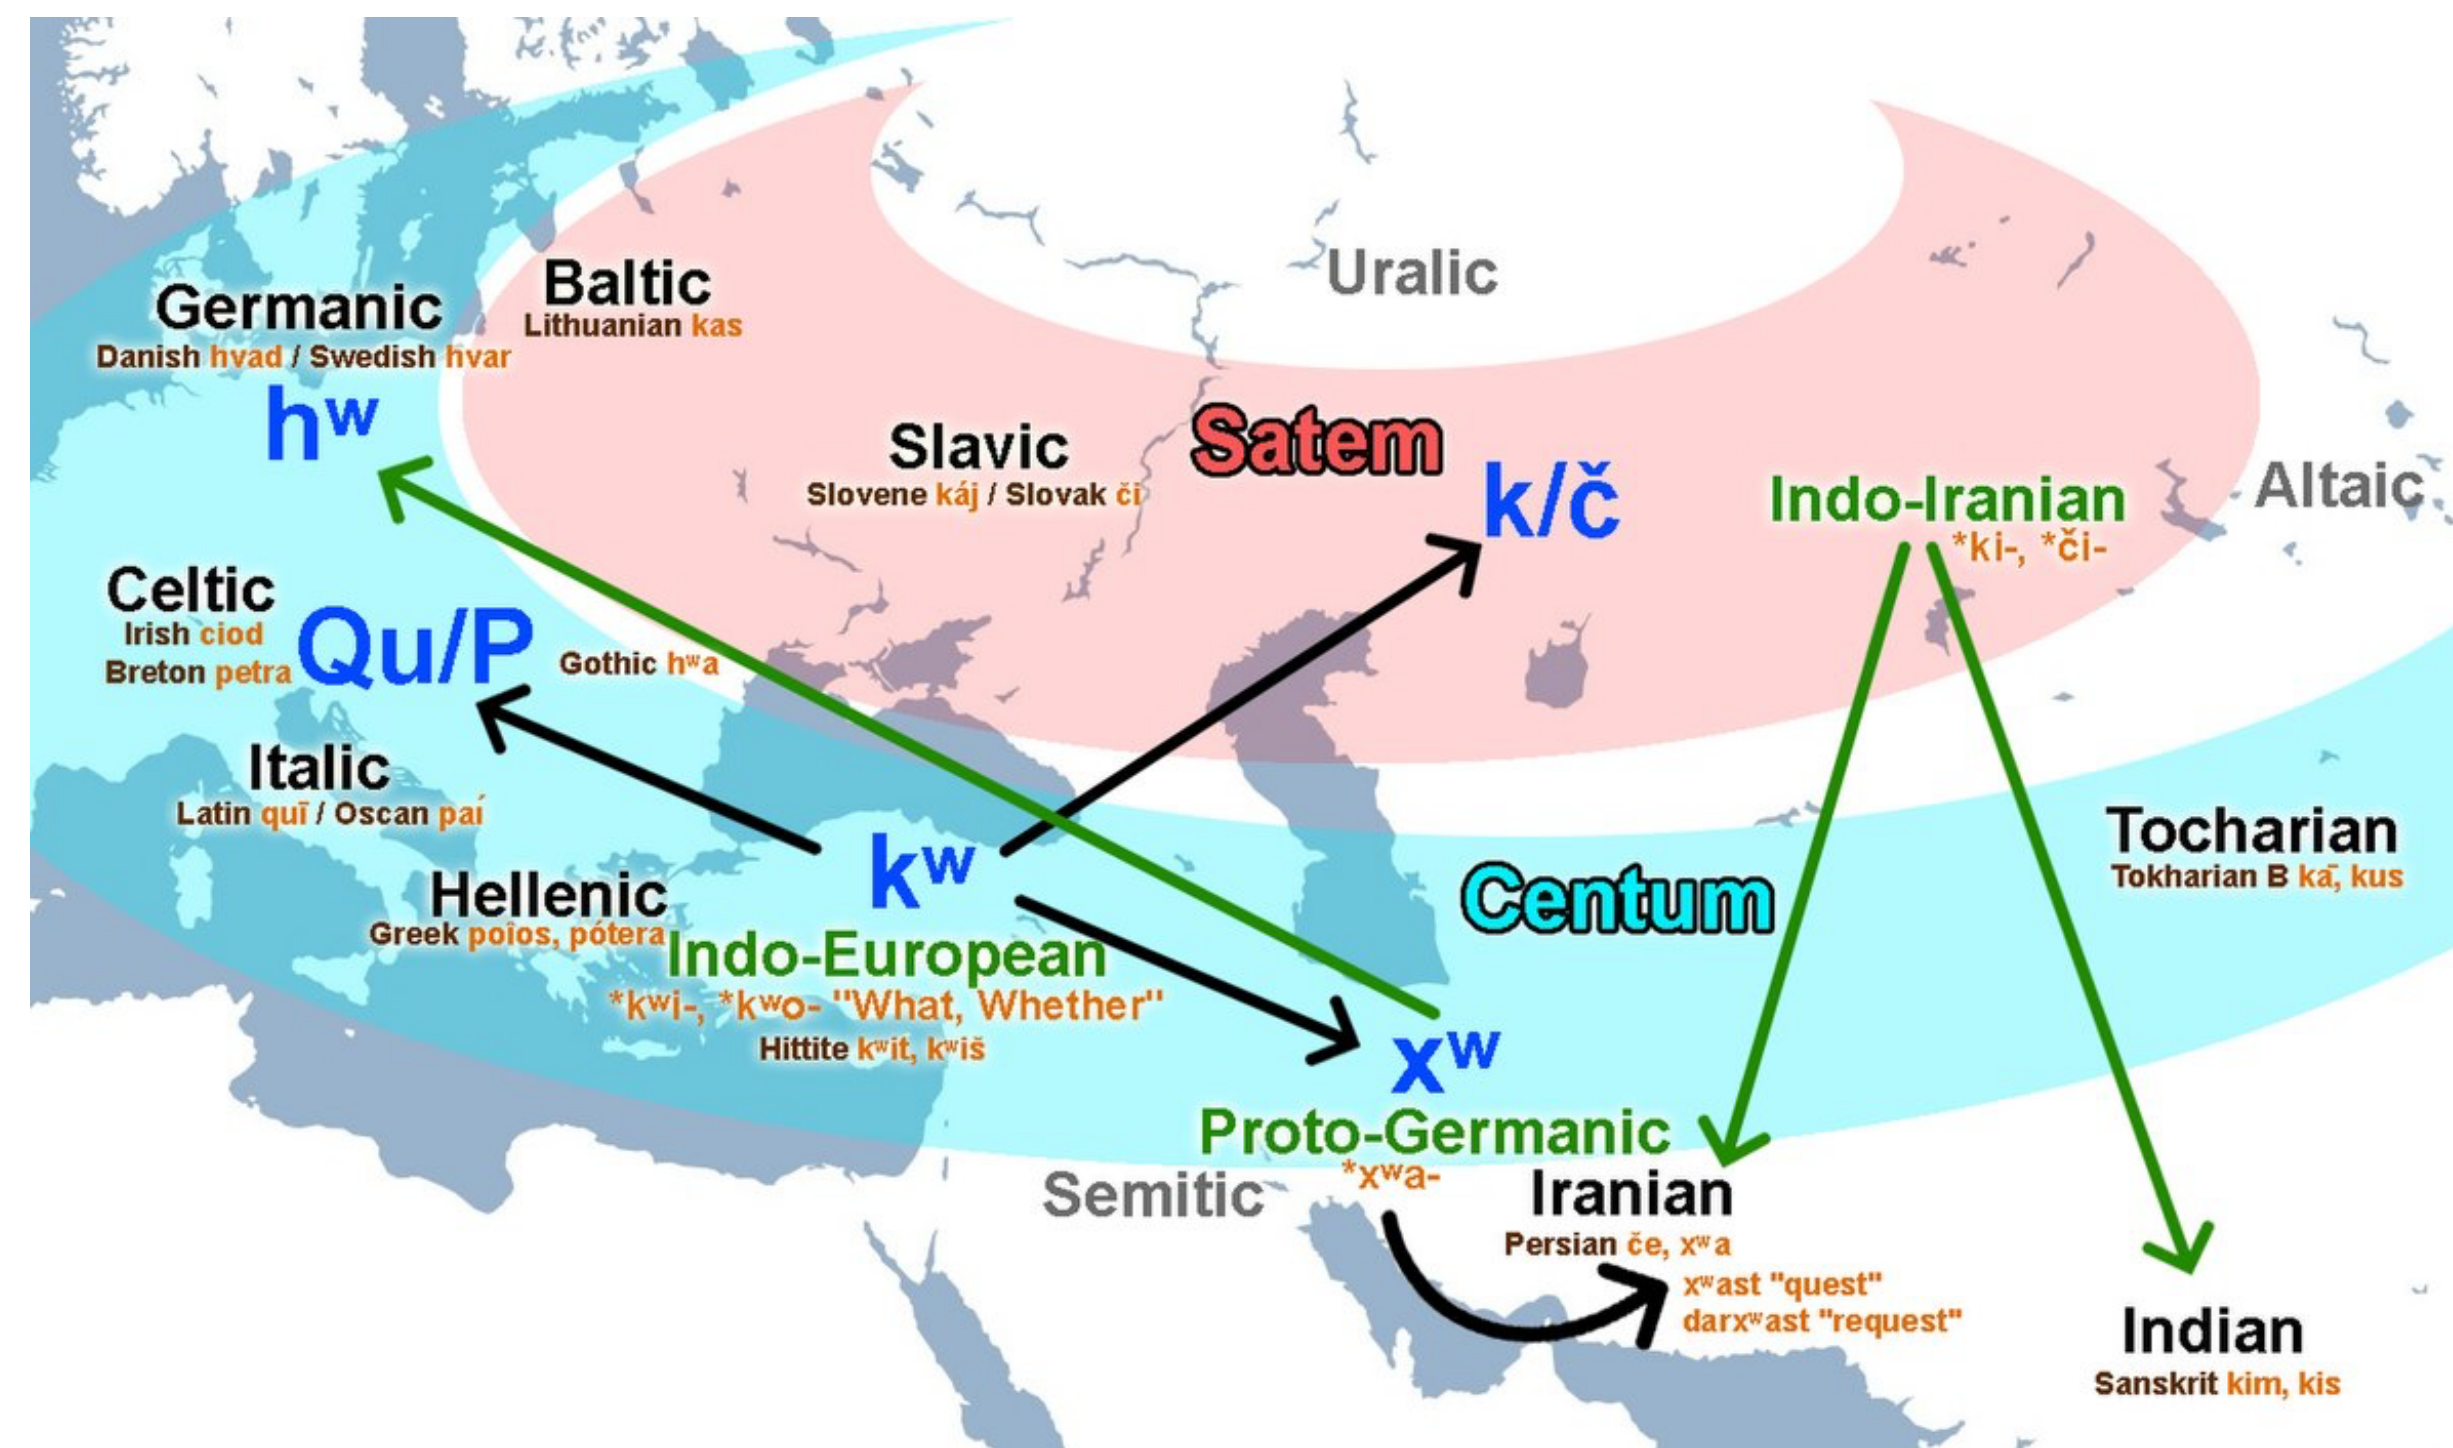 Uralic
Baltic
Lithuanian kas
Germanic
Danish hvad / Swedish hvar
hʷ
Satem
Slavic
Slovene káj / Slovak či
k/č
Indo-Iranian
*ki-, *či-
Altaic
Celtic
Irish ciod
Breton petra
Qu/P
Gothic hʷa
Italic
Latin quī / Oscan paí
Hellenic
Greek poîos, pótera
kʷ
Indo-European
*kʷi-, *kʷo- "What, Whether"
Hittite kʷit, kʷiš
Centum
Tocharian
Tokharian B kā, kus
xʷ
Proto-Germanic
*xʷa-
Semitic
Iranian
Persian če, xʷa
xʷast "quest"
darxʷast "request"
Indian
Sanskrit kim, kis